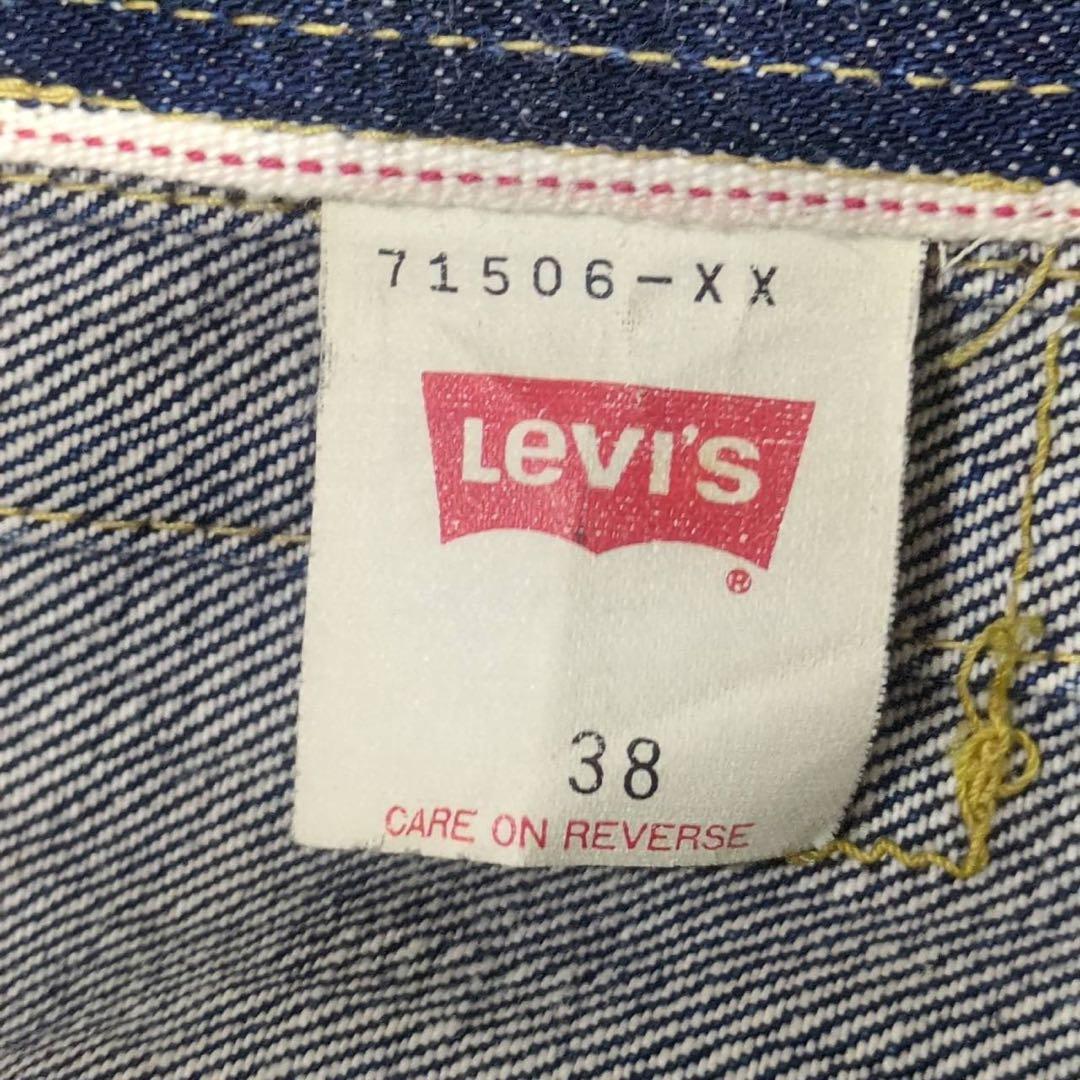 71506-XX
Levi's
®
38
CARE ON REVERSE